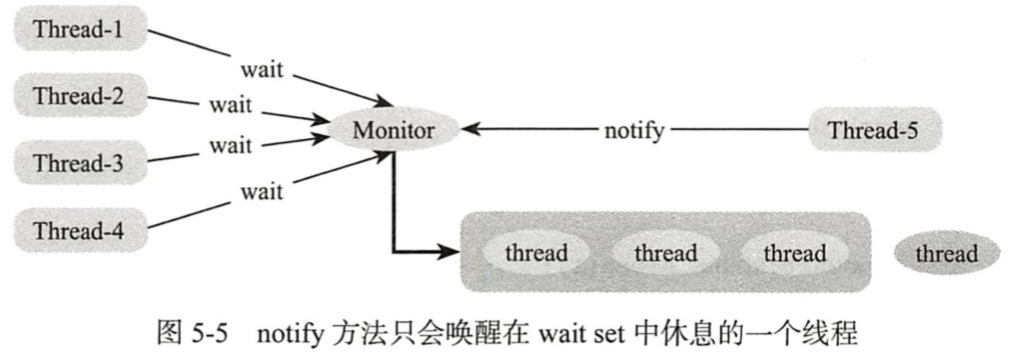 Thread-1
wait
Thread-2
wait
Monitor
notify
Thread-5
Thread-3
wait
Thread-4
wait
thread
thread
thread
thread
图 5-5 notify 方法只会唤醒在 wait set 中休息的一个线程